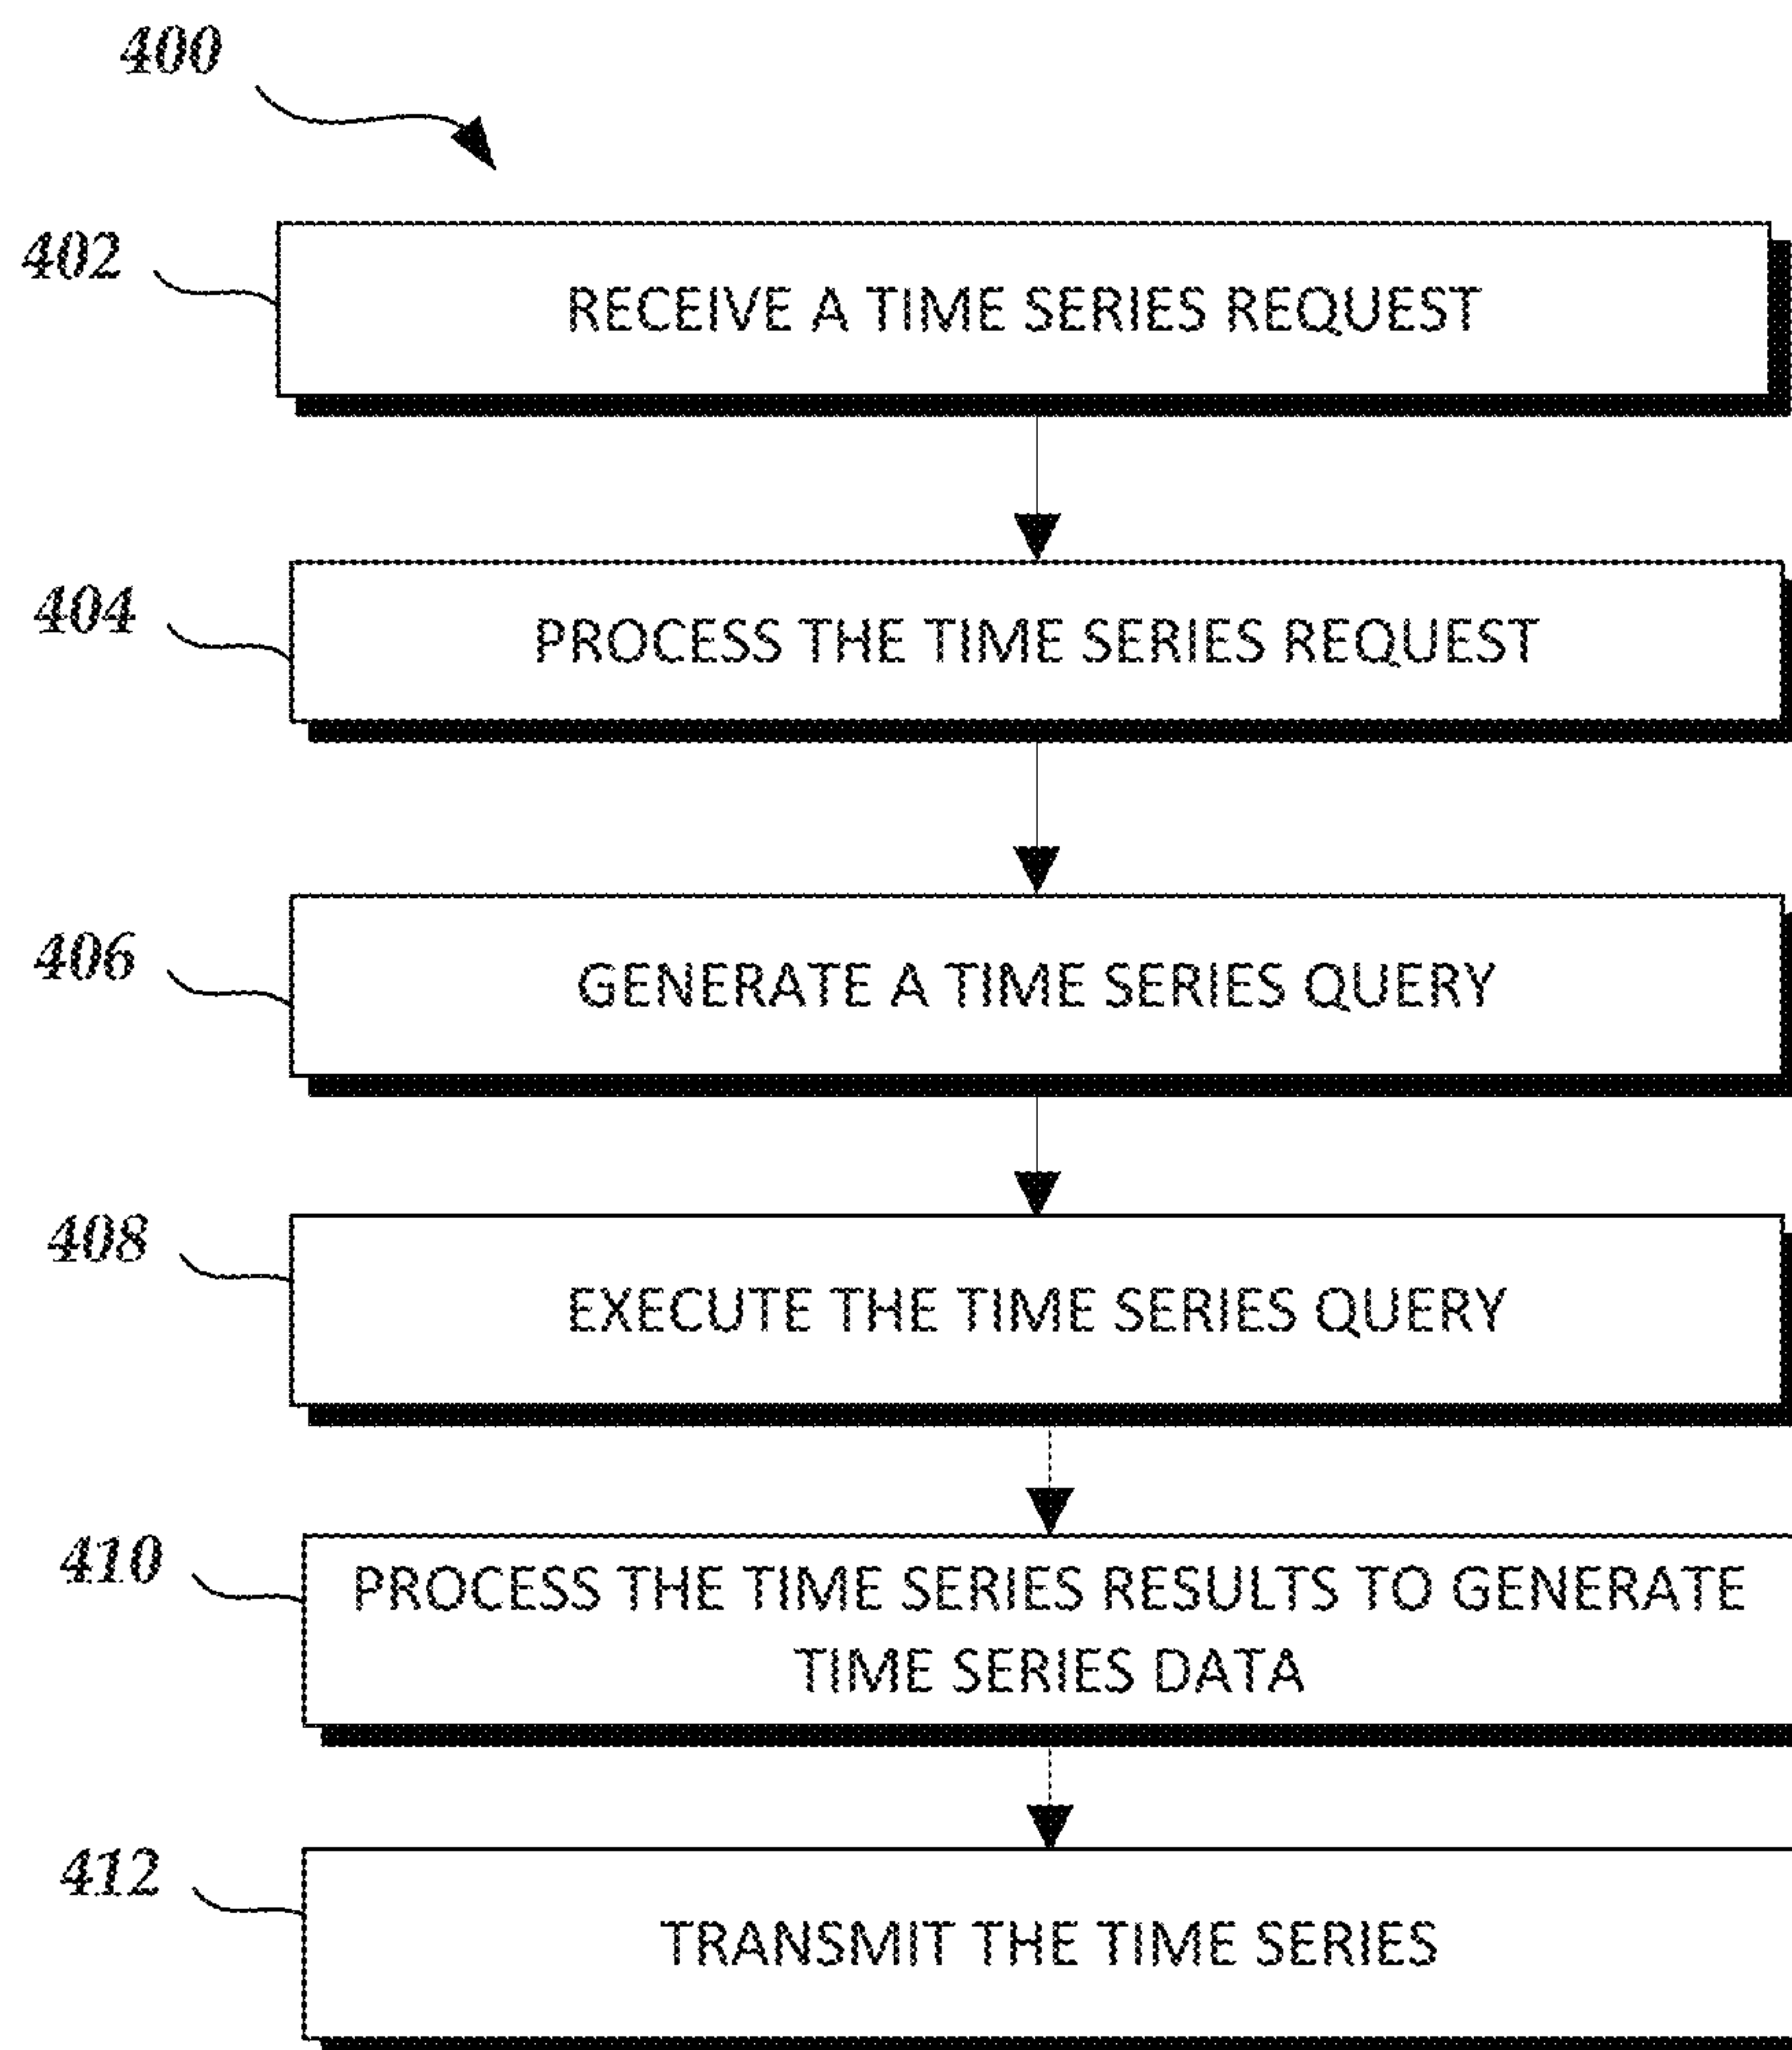 400
402
RECEIVE A TIME SERIES REQUEST
404
PROCESS THE TIME SERIES REQUEST
406
GENERATE A TIME SERIES QUERY
408
EXECUTE THE TIME SERIES QUERY
410
PROCESS THE TIME SERIES RESULTS TO GENERATE
TIME SERIES DATA
412
TRANSMIT THE TIME SERIES